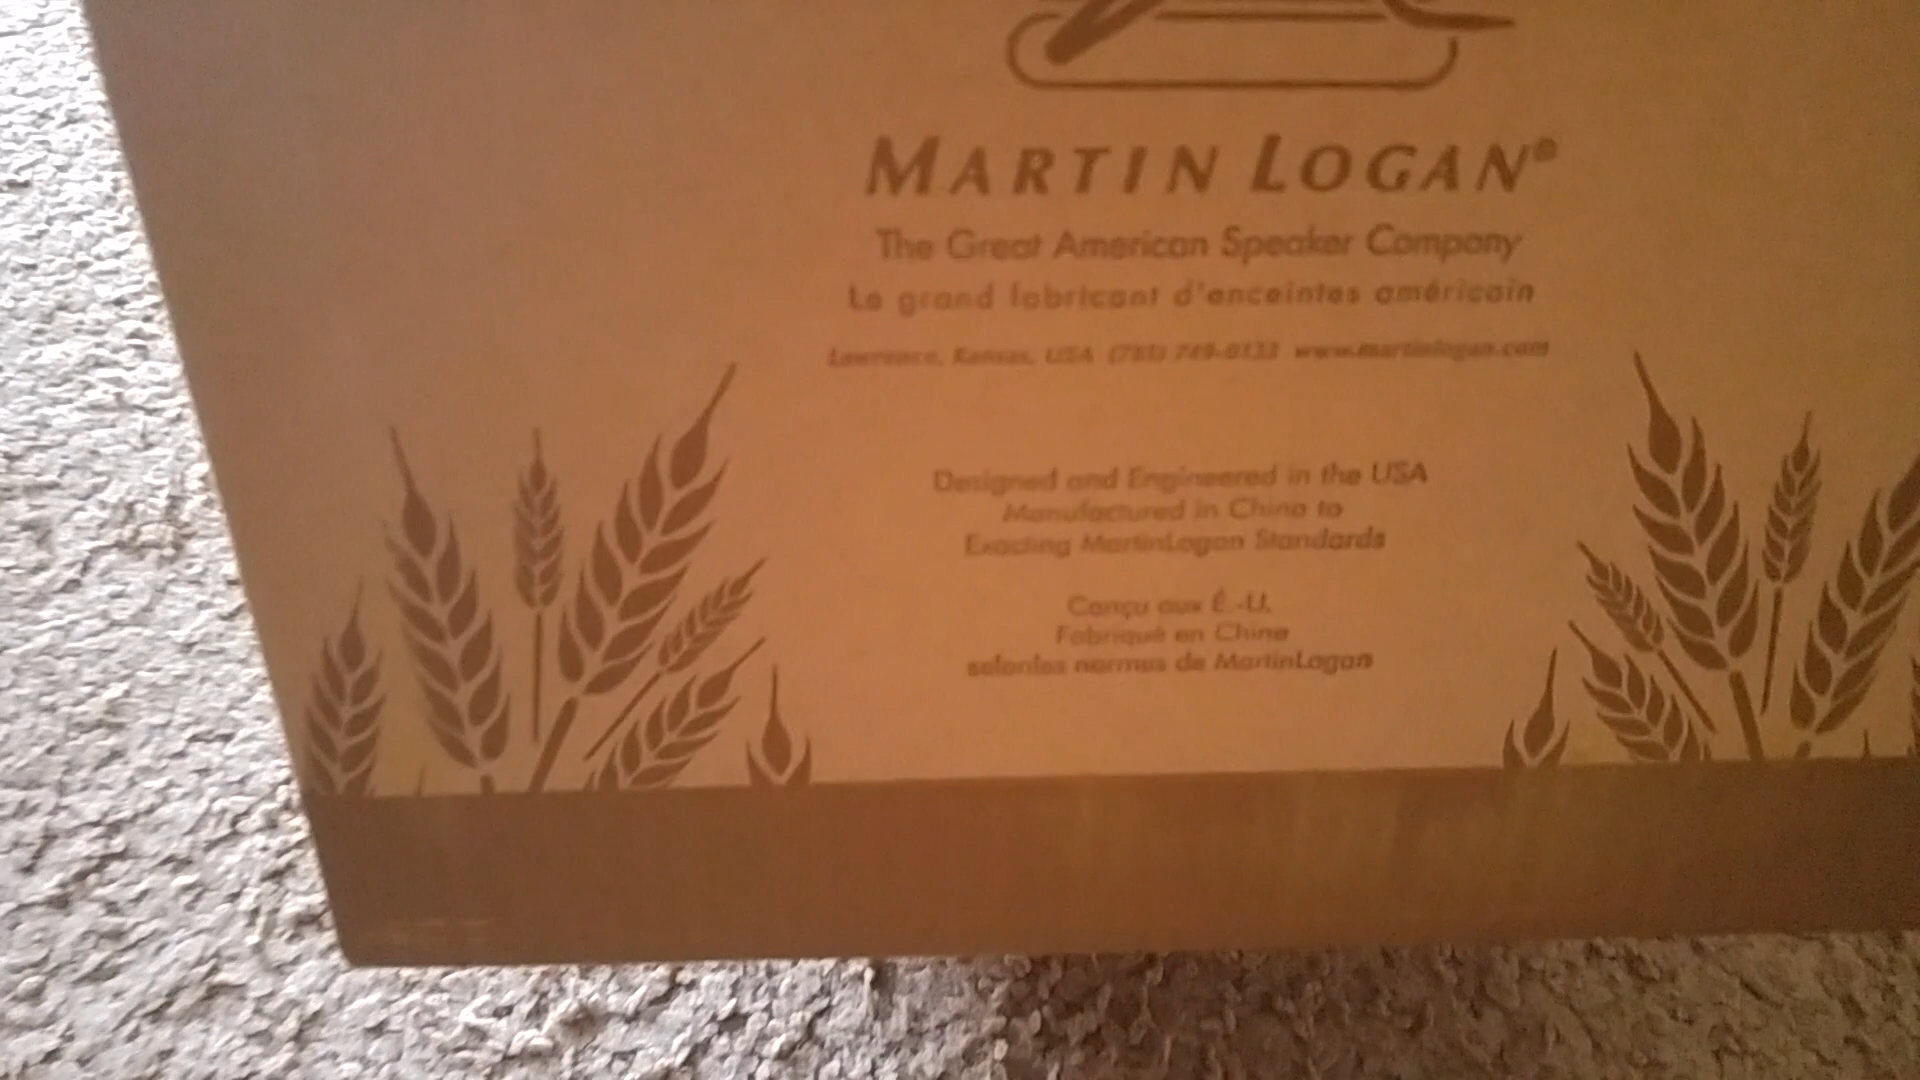 MARTIN LOGAN®
The Great American Speaker Company
Le grand fabricant d'enceintes américain
Lawrence, Kansas, USA (785) 749-0133 www.martinlogan.com
Designed and Engineered in the USA
Manufactured in China to
Exacting MartinLogan Standards
Conçu aux É.-U.
Fabriqué en Chine
selonles normes de MartinLogan